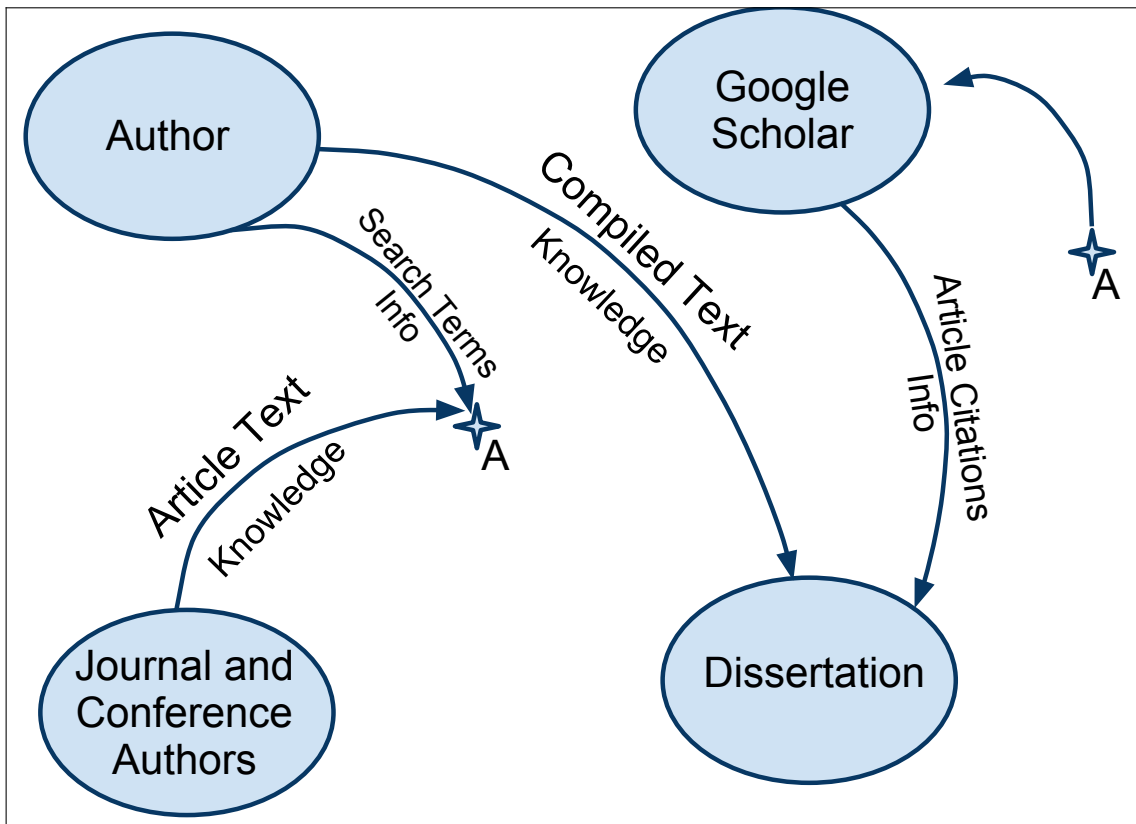 Author
Google
Scholar
Compiled Text
Knowledge
Search Terms
Info
A
Article Citations
Info
Article Text
Knowledge
A
Journal and
Conference
Authors
Dissertation